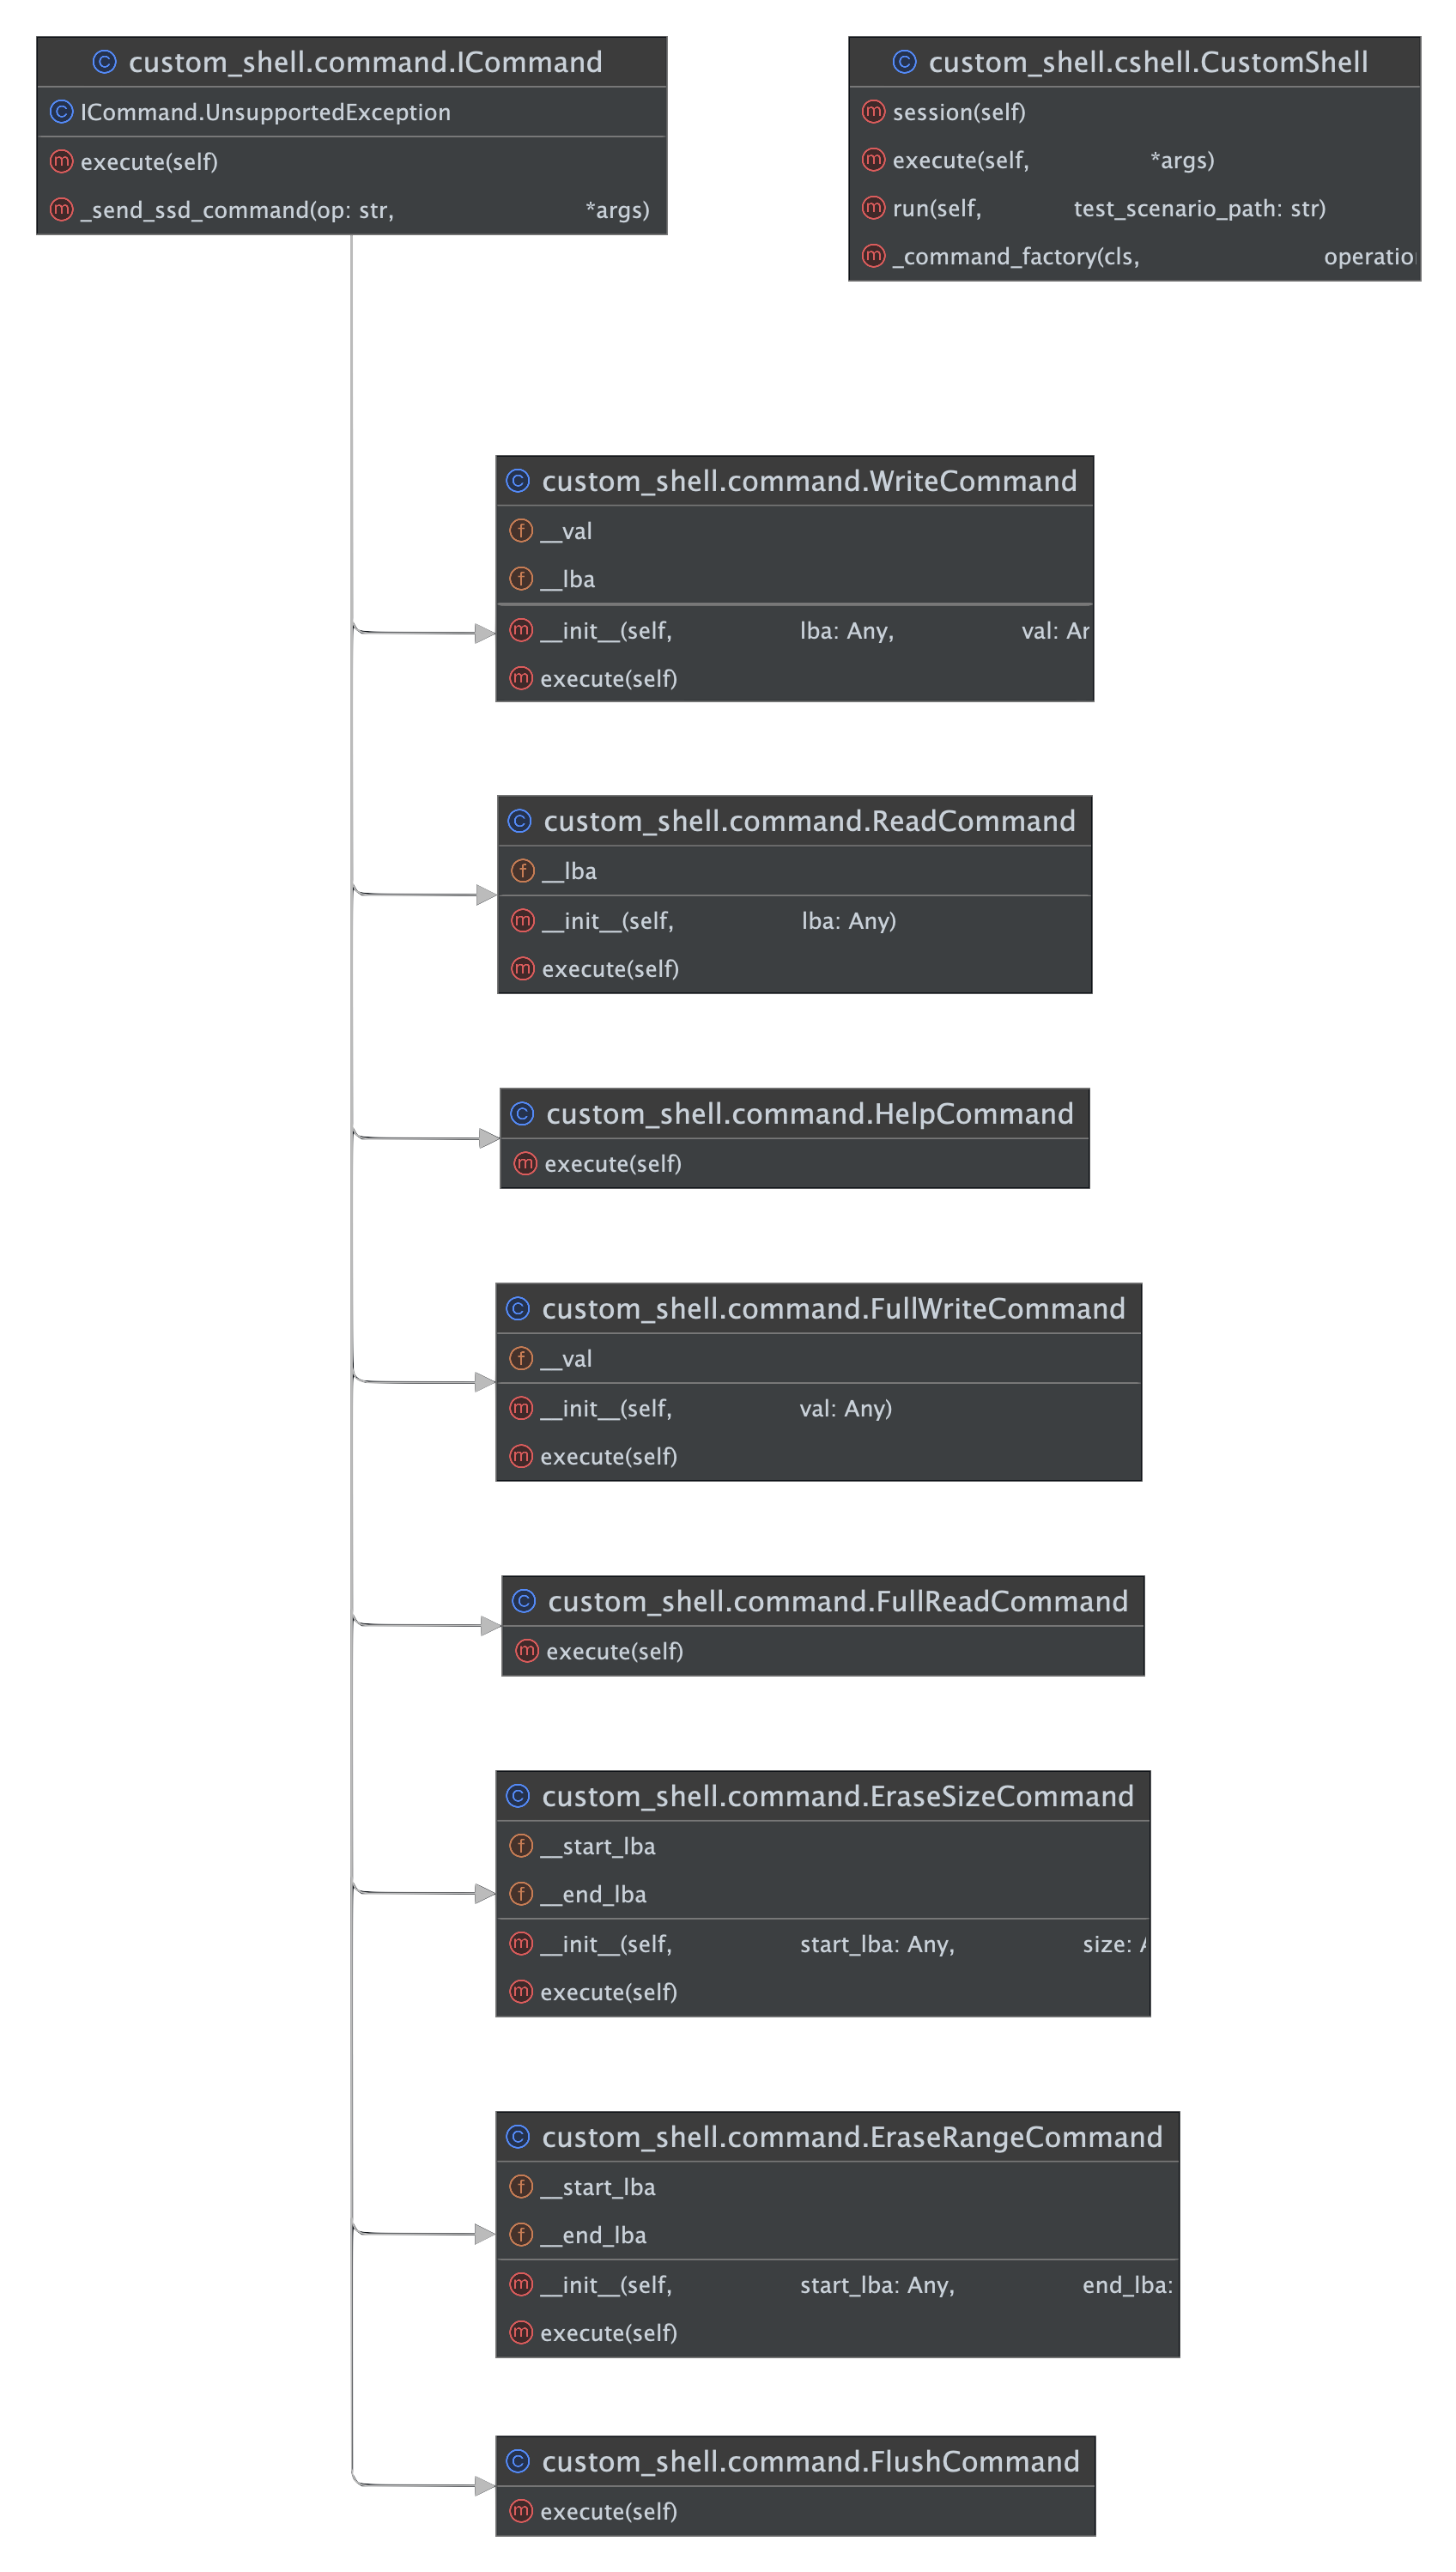 custom_shell.command.ICommand
ICommand.UnsupportedException
execute(self)
_send_ssd_command(op: str, *args)
custom_shell.cshell.CustomShell
session(self)
execute(self, *args)
run(self, test_scenario_path: str)
_command_factory(cls,
custom_shell.command.WriteCommand
__val
__lba
__init__(self, lba: Any, val:
execute(self)
custom_shell.command.ReadCommand
__lba
__init__(self, lba: Any)
execute(self)
custom_shell.command.HelpCommand
execute(self)
custom_shell.command.FullWriteCommand
__val
__init__(self, val: Any)
execute(self)
custom_shell.command.FullReadCommand
execute(self)
custom_shell.command.EraseSizeCommand
__start_lba
__end_lba
__init__(self, start_lba: Any, size:
execute(self)
custom_shell.command.EraseRangeCommand
__start_lba
__end_lba
__init__(self, start_lba: Any, end_lba:
execute(self)
custom_shell.command.FlushCommand
execute(self)